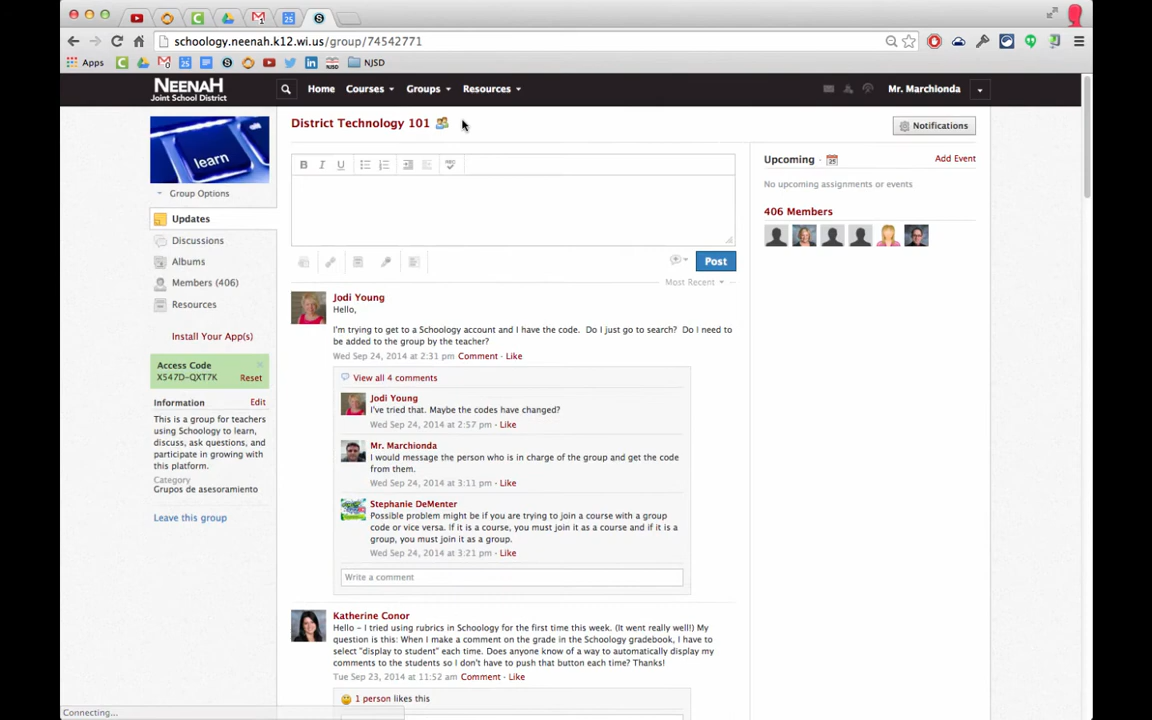 schoology.neenah.k12.wi.us/group/74542771
Apps
NJSD
NEENAH
Joint School District
Home
Courses
Groups
Resources
Mr. Marchionda
District Technology 101
Notifications
learn
Group Options
Updates
Discussions
Albums
Members (406)
Resources
Install Your App(s)
Access Code
X547D-QXT7K
Reset
Information
Edit
This is a group for teachers
using Schoology to learn,
discuss, ask questions, and
participate in growing with
this platform.
Category
Grupos de asesoramiento
Leave this group
B I U
Post
Most Recent
Jodi Young
Hello,
I'm trying to get to a Schoology account and I have the code. Do I just go to search? Do I need to
be added to the group by the teacher?
Wed Sep 24, 2014 at 2:31 pm · Comment · Like
View all 4 comments
Jodi Young
I've tried that. Maybe the codes have changed?
Wed Sep 24, 2014 at 2:57 pm · Like
Mr. Marchionda
I would message the person who is in charge of the group and get the code
from them.
Wed Sep 24, 2014 at 3:11 pm · Like
Stephanie DeMenter
Possible problem might be if you are trying to join a course with a group
code or vice versa. If it is a course, you must join it as a course and if it is a
group, you must join it as a group.
Wed Sep 24, 2014 at 3:21 pm · Like
Write a comment
Katherine Conor
Hello - I tried using rubrics in Schoology for the first time this week. (It went really well!) My
question is this: When I make a comment on the grade in the Schoology gradebook, I have to
select "display to student" each time. Does anyone know of a way to automatically display my
comments to the students so I don't have to push that button each time? Thanks!
Tue Sep 23, 2014 at 11:52 am · Comment · Like
1 person likes this
Upcoming · 25
Add Event
No upcoming assignments or events
406 Members
Connecting...